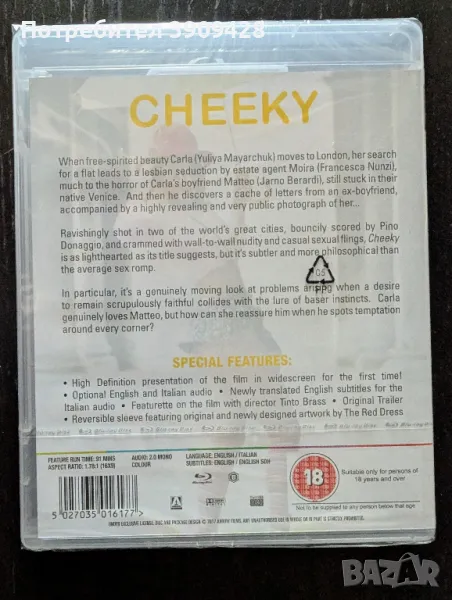 Потребител 5909428
CHEEKY
When free-spirited beauty Carla (Yuliya Mayarchuk) moves to London, her search
for a flat leads to a lesbian seduction by estate agent Moira (Francesca Nunzi),
much to the horror of Carla's boyfriend Matteo (Jarno Berardi), still stuck in their
native Venice. And then he discovers a cache of letters from an ex-boyfriend,
accompanied by a highly revealing and very public photograph of her...
Ravishingly shot in two of the world's great cities, bouncily scored by Pino
Donaggio, and crammed with wall-to-wall nudity and casual sexual flings, Cheeky
is as lighthearted as its title suggests, but it's subtler and more philosophical than
the average sex romp.
In particular, it's a genuinely moving look at problems arising when a desire
to remain scrupulously faithful collides with the lure of baser instincts. Carla
genuinely loves Matteo, but how can she reassure him when he spots temptation
around every corner?
SPECIAL FEATURES:
• High Definition presentation of the film in widescreen for the first time!
• Optional English and Italian audio • Newly translated English subtitles for the
Italian audio • Featurette on the film with director Tinto Brass • Original Trailer
• Reversible sleeve featuring original and newly designed artwork by The Red Dress
FEATURE RUN TIME: 91 MINS
ASPECT RATIO: 1.78:1 (16X9)
AUDIO: 2.0 MONO
COLOUR
LANGUAGE: ENGLISH / ITALIAN
SUBTITLES: ENGLISH / ENGLISH SDH
5 027035 016177 >
ARROW
18
Suitable only for persons of
18 years and over
Not to be supplied to any person below that age
BAZAR